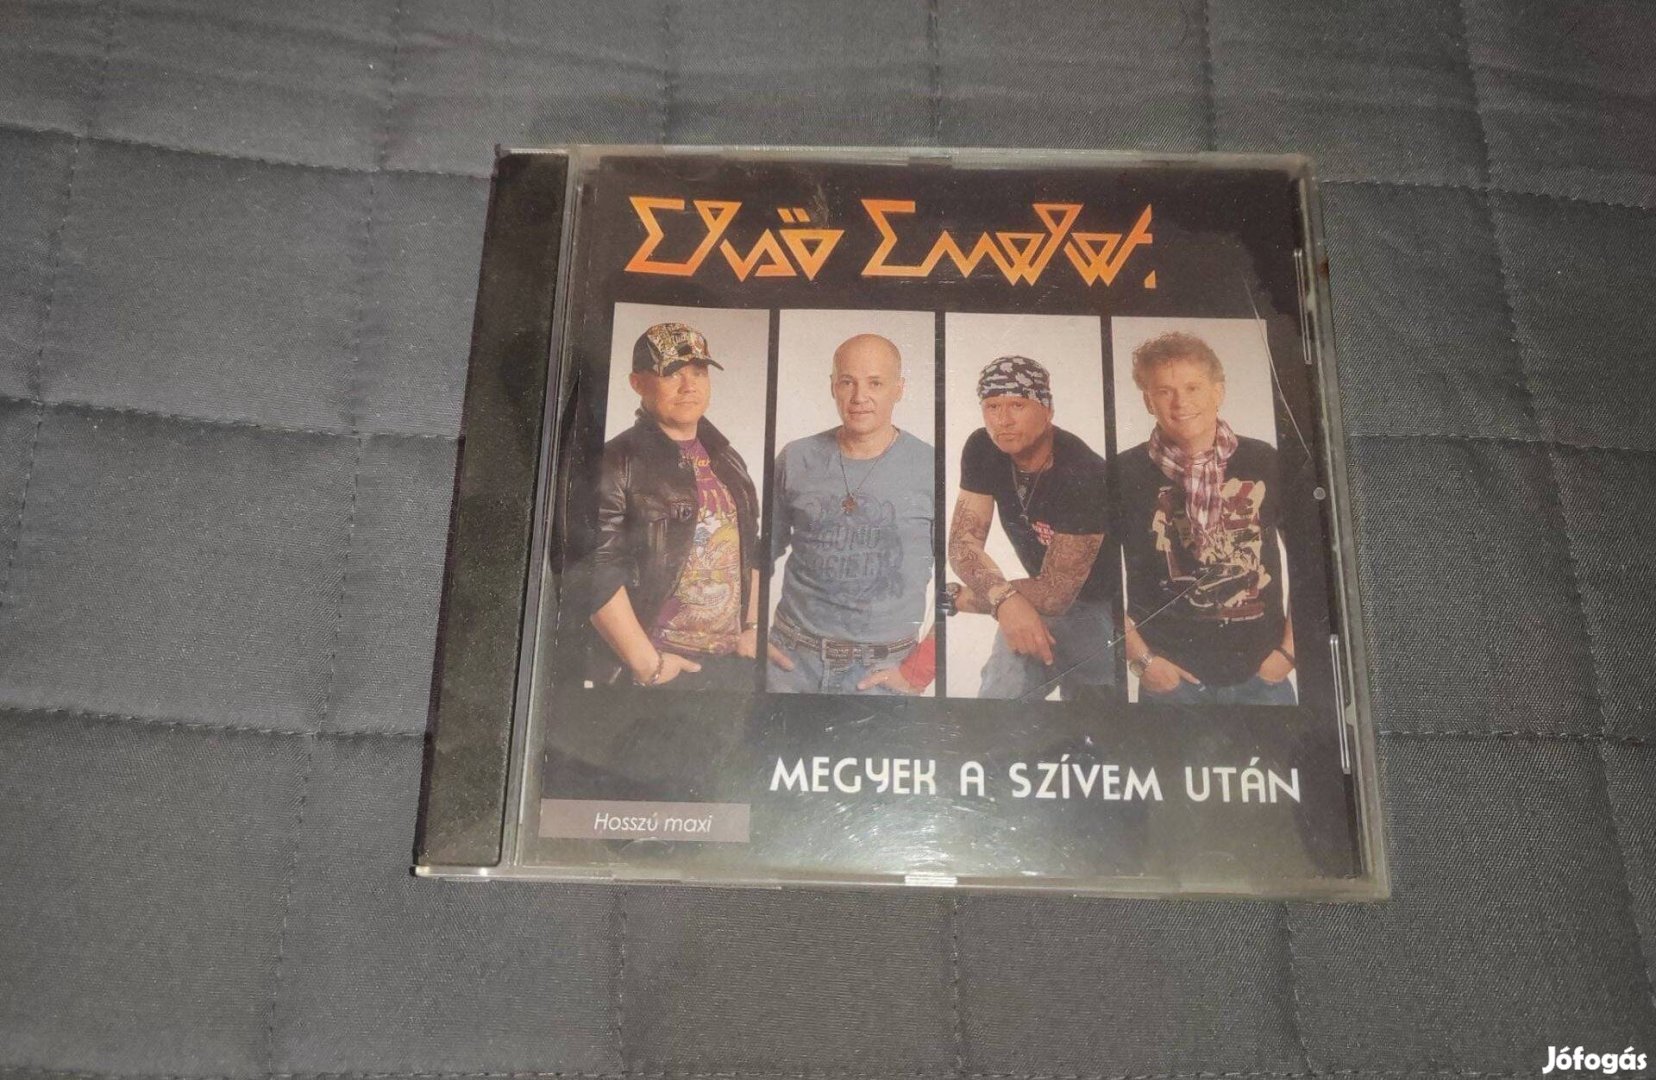 Első Emelet
MEGYEK A SZÍVEM UTÁN
Hosszú maxi
Jófogás